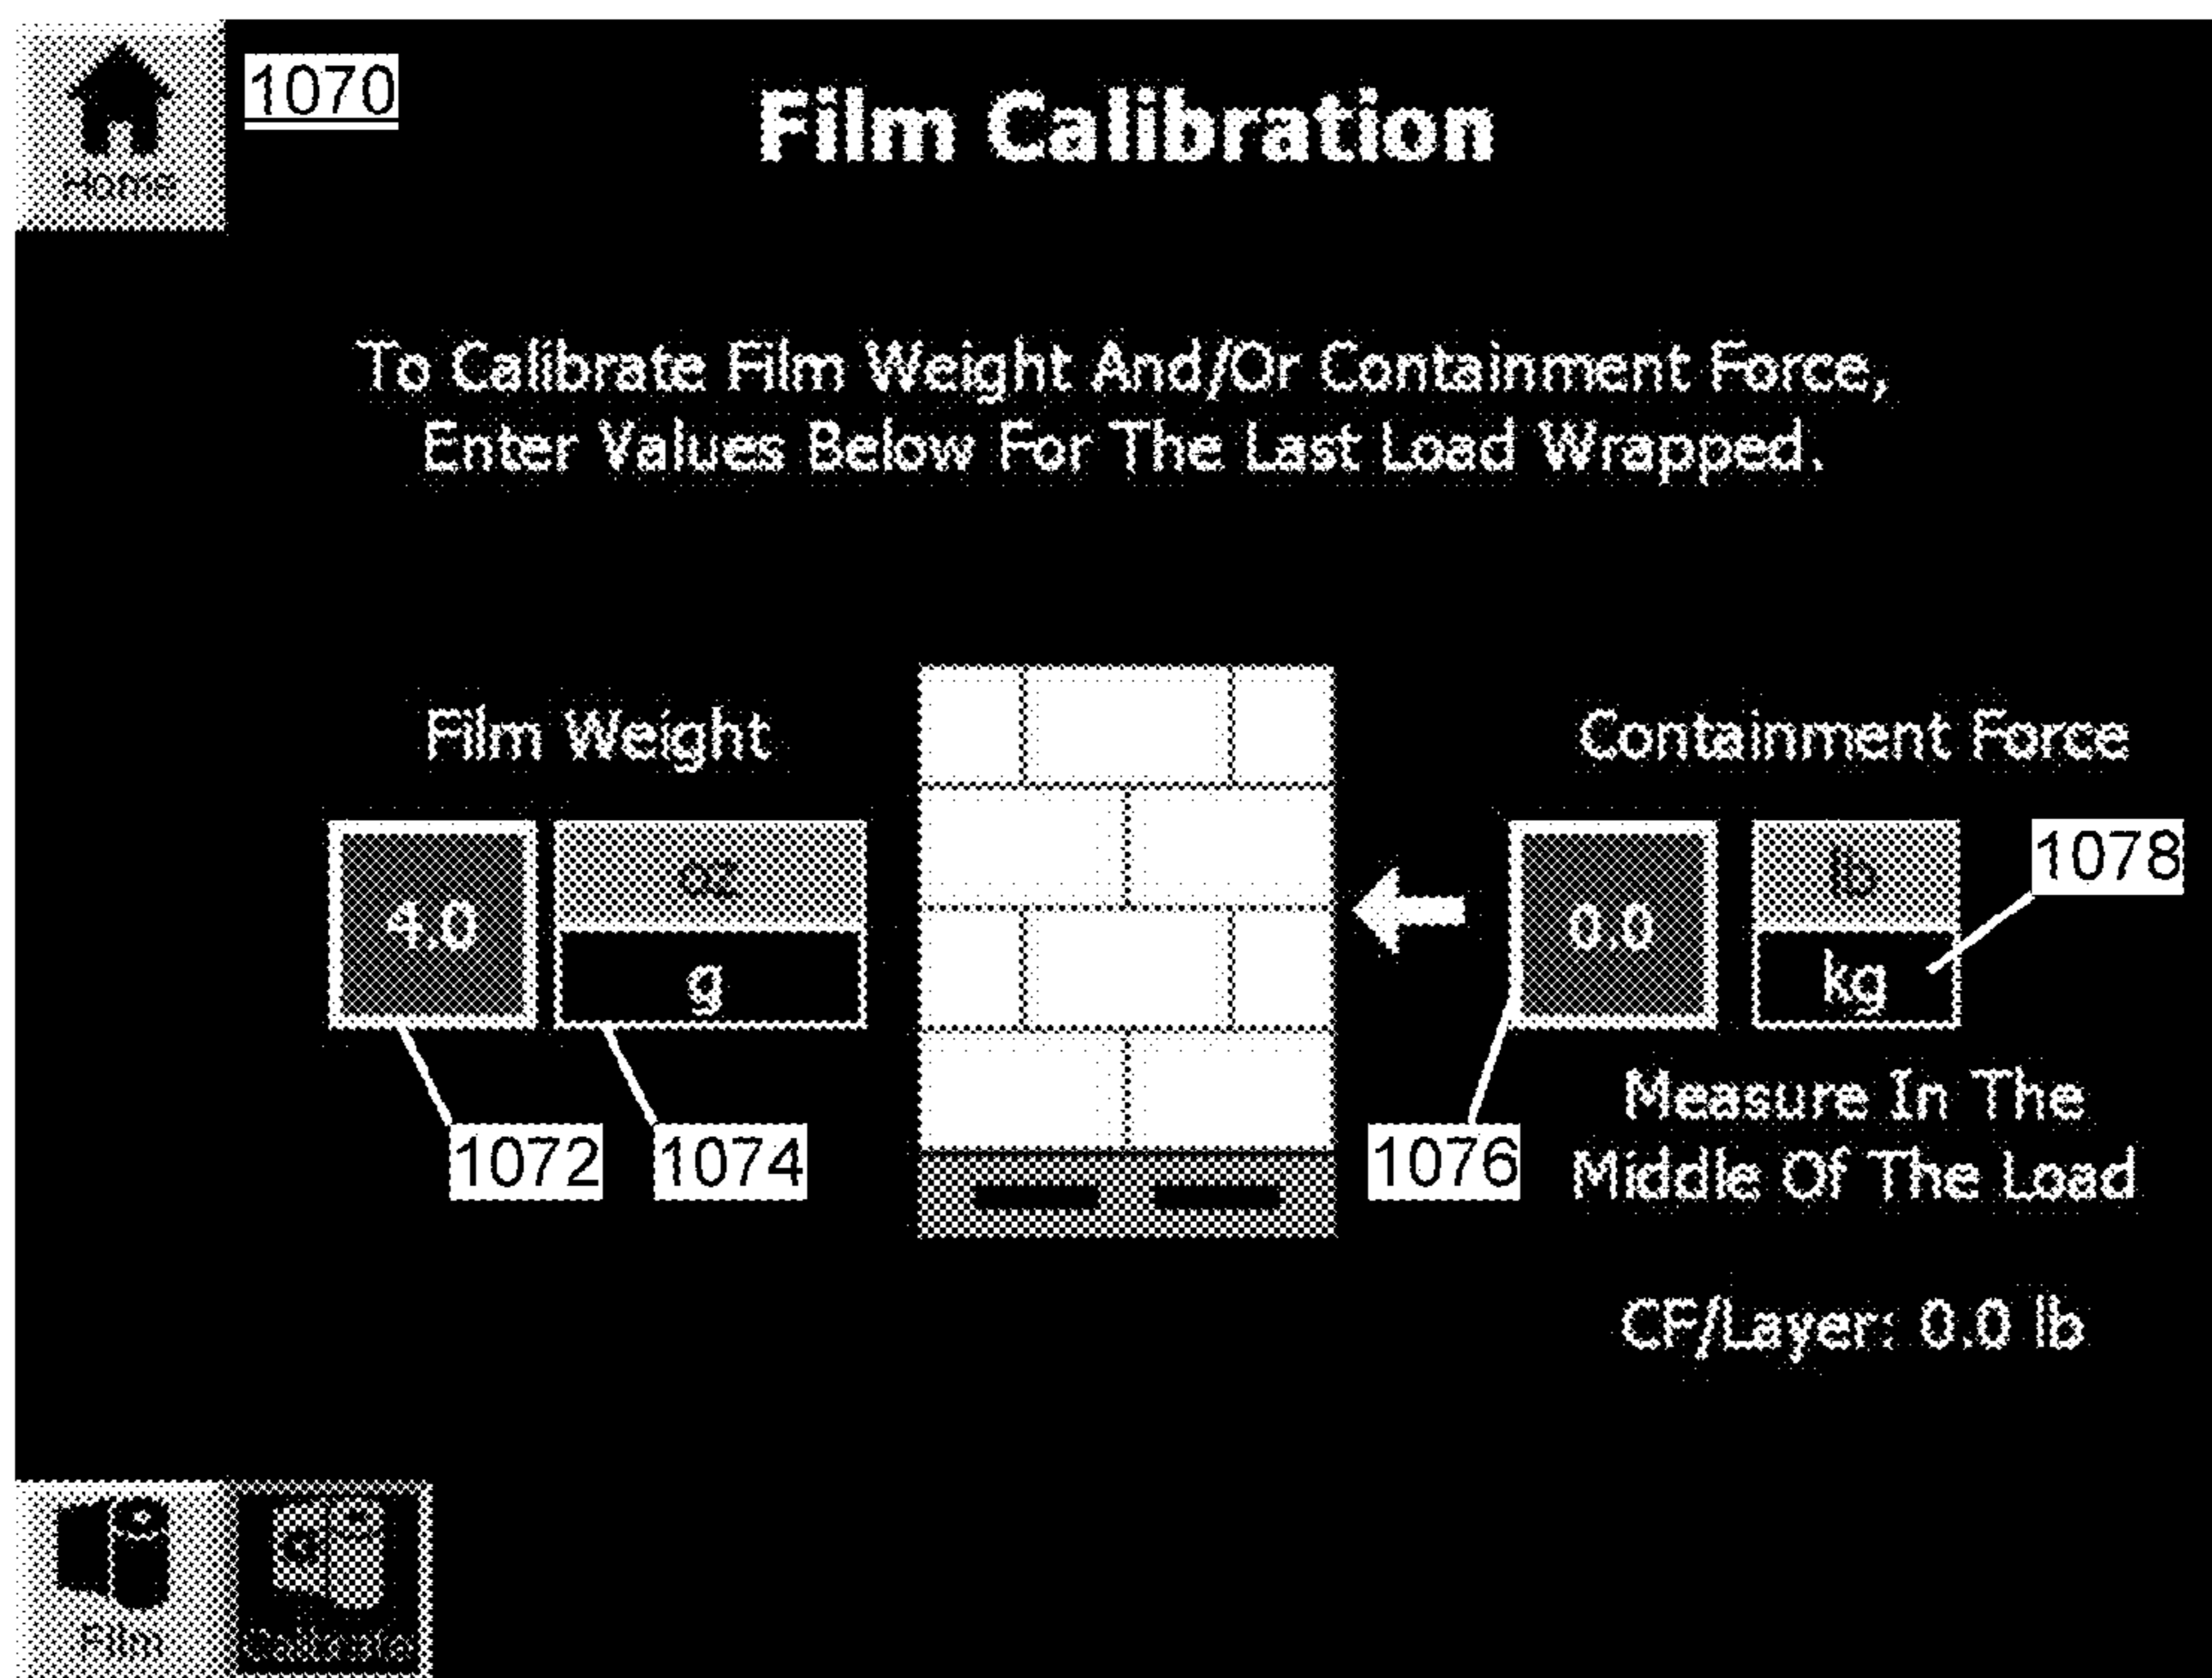 1070
Film Calibration
Home
To Calibrate Film Weight And/Or Containment Force,
Enter Values Below For The Last Load Wrapped.
Film Weight
4.0
oz
g
1072
1074
Containment Force
0.0
lb
kg
1078
1076
Measure In The
Middle Of The Load
CF/Layer: 0.0 lb
Film
Calibrate